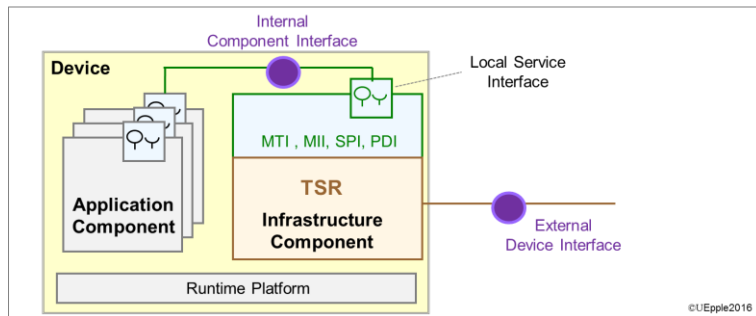 Internal
Component Interface
Device
Local Service
Interface
MTI , MII, SPI, PDI
TSR
Application
Component
Infrastructure
Component
External
Device Interface
Runtime Platform
©UEpple2016